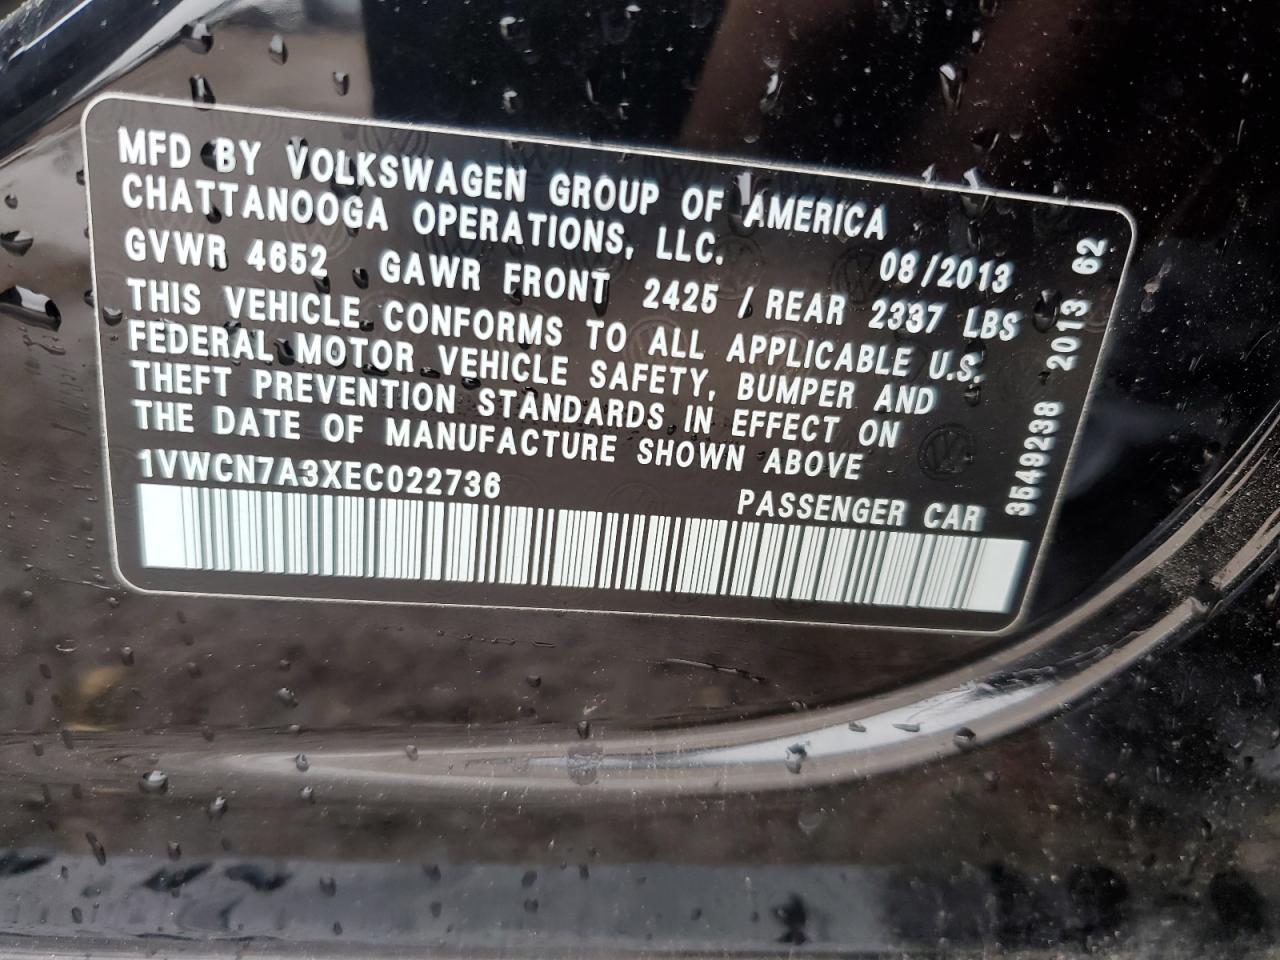 MFD BY VOLKSWAGEN GROUP OF AMERICA
CHATTANOOGA OPERATIONS, LLC. 08/2013
GVWR 4652 GAWR FRONT 2425 / REAR 2337 LBS
THIS VEHICLE CONFORMS TO ALL APPLICABLE U.S.
FEDERAL MOTOR VEHICLE SAFETY, BUMPER AND
THEFT PREVENTION STANDARDS IN EFFECT ON
THE DATE OF MANUFACTURE SHOWN ABOVE
1VWCN7A3XEC022736 PASSENGER CAR
3549238 2013 62